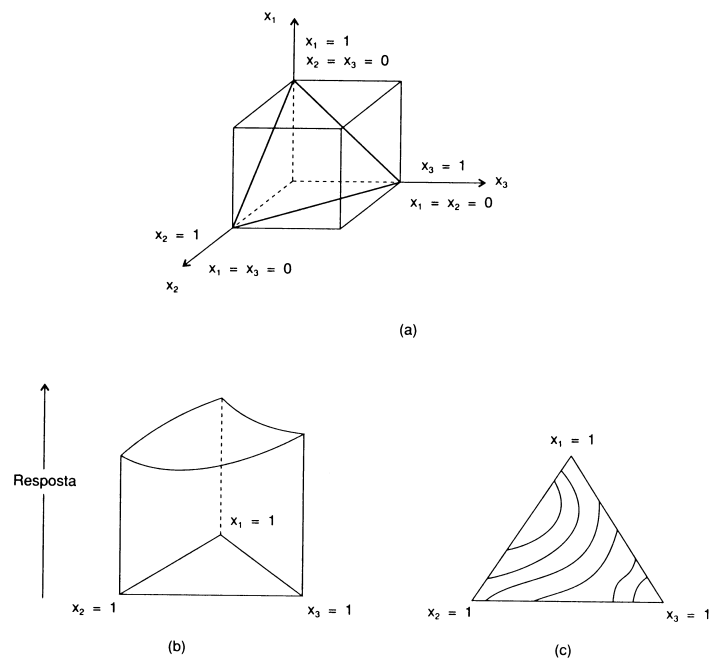 x₁
x₁ = 1
x₂ = x₃ = 0
x₃ = 1
x₃
x₁ = x₂ = 0
x₂ = 1
x₁ = x₃ = 0
x₂
(a)
Resposta
x₁ = 1
x₂ = 1
x₃ = 1
(b)
x₁ = 1
x₂ = 1
x₃ = 1
(c)